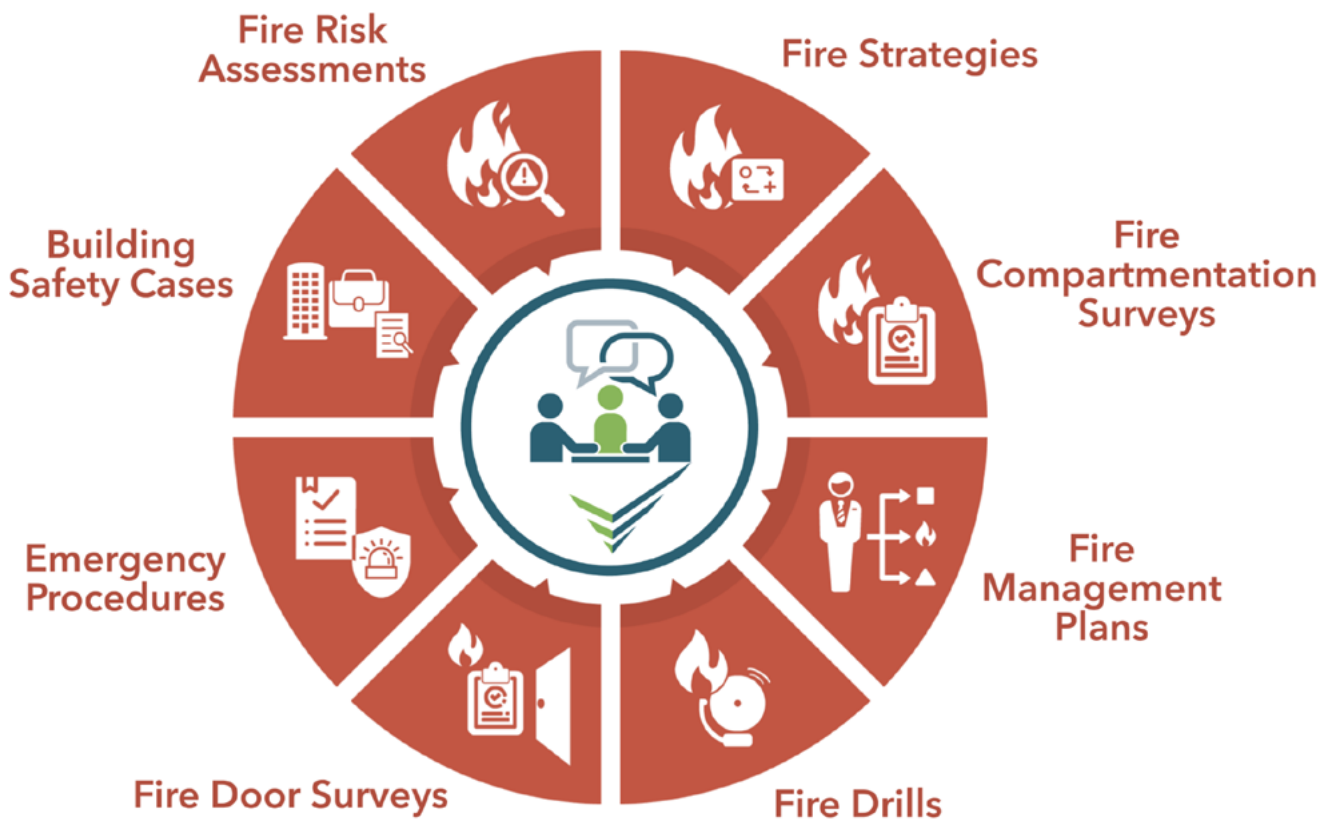 Fire Risk
Assessments
Fire Strategies
Fire
Compartmentation
Surveys
Fire
Management
Plans
Fire Drills
Fire Door Surveys
Emergency
Procedures
Building
Safety Cases